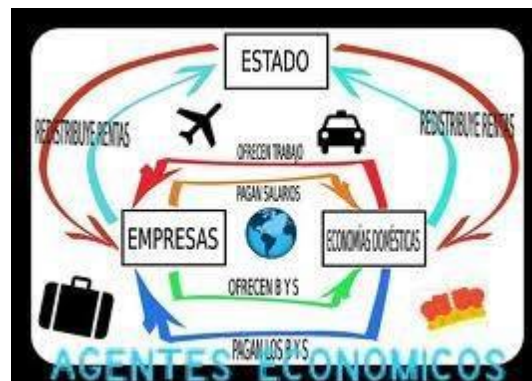 ESTADO
REDISTRIBUYE RENTAS
REDISTRIBUYE RENTAS
OFRECEN TRABAJO
PAGAN SALARIOS
EMPRESAS
ECONOMÍAS DOMÉSTICAS
OFRECEN B Y S
PAGAN LOS B Y S
AGENTES ECONOMICOS